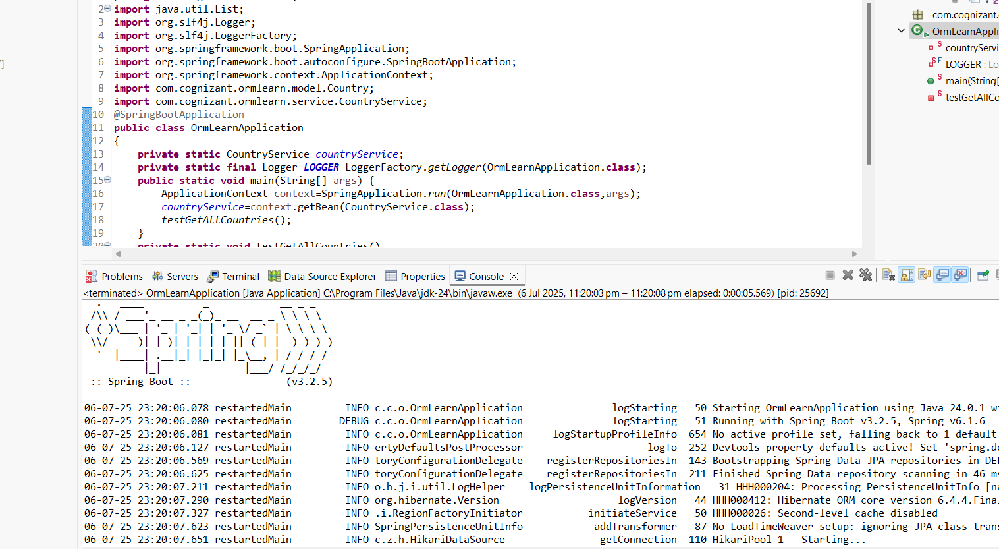 ]
2 import java.util.List;
3 import org.slf4j.Logger;
4 import org.slf4j.LoggerFactory;
5 import org.springframework.boot.SpringApplication;
6 import org.springframework.boot.autoconfigure.SpringBootApplication;
7 import org.springframework.context.ApplicationContext;
8 import com.cognizant.ormlearn.model.Country;
9 import com.cognizant.ormlearn.service.CountryService;
10 @SpringBootApplication
11 public class OrmLearnApplication
12 {
13     private static CountryService countryService;
14     private static final Logger LOGGER=LoggerFactory.getLogger(OrmLearnApplication.class);
15     public static void main(String[] args) {
16         ApplicationContext context=SpringApplication.run(OrmLearnApplication.class,args);
17         countryService=context.getBean(CountryService.class);
18         testGetAllCountries();
19     }
20     private static void testGetAllCountries()
com.cognizant.
OrmLearnAppli
countryServi
LOGGER : Lo
main(String[
testGetAllCo
Problems Servers Terminal Data Source Explorer Properties Console
<terminated> OrmLearnApplication [Java Application] C:\Program Files\Java\jdk-24\bin\javaw.exe (6 Jul 2025, 11:20:03 pm – 11:20:08 pm elapsed: 0:00:05.569) [pid: 25692]
  .   ____          _            __ _ _
 /\\ / ___'_ __ _ _(_)_ __  __ _ \ \ \ \
( ( )\___ | '_ | '_| | '_ \/ _` | \ \ \ \
 \\/  ___)| |_)| | | | | || (_| |  ) ) ) )
  '  |____| .__|_| |_|_| |_\__, | / / / /
 =========|_|==============|___/=/_/_/_/
 :: Spring Boot ::                (v3.2.5)
06-07-25 23:20:06.078 restartedMain INFO c.c.o.OrmLearnApplication logStarting 50 Starting OrmLearnApplication using Java 24.0.1 wi
06-07-25 23:20:06.080 restartedMain DEBUG c.c.o.OrmLearnApplication logStarting 51 Running with Spring Boot v3.2.5, Spring v6.1.6
06-07-25 23:20:06.081 restartedMain INFO c.c.o.OrmLearnApplication logStartupProfileInfo 654 No active profile set, falling back to 1 default
06-07-25 23:20:06.127 restartedMain INFO ertyDefaultsPostProcessor logTo 252 Devtools property defaults active! Set 'spring.de
06-07-25 23:20:06.569 restartedMain INFO toryConfigurationDelegate registerRepositoriesIn 143 Bootstrapping Spring Data JPA repositories in DEF
06-07-25 23:20:06.625 restartedMain INFO toryConfigurationDelegate registerRepositoriesIn 211 Finished Spring Data repository scanning in 46 ms
06-07-25 23:20:07.211 restartedMain INFO o.h.j.i.util.LogHelper logPersistenceUnitInformation 31 HHH000204: Processing PersistenceUnitInfo [na
06-07-25 23:20:07.290 restartedMain INFO org.hibernate.Version logVersion 44 HHH000412: Hibernate ORM core version 6.4.4.Final
06-07-25 23:20:07.327 restartedMain INFO .i.RegionFactoryInitiator initiateService 50 HHH000026: Second-level cache disabled
06-07-25 23:20:07.623 restartedMain INFO SpringPersistenceUnitInfo addTransformer 87 No LoadTimeWeaver setup: ignoring JPA class trans
06-07-25 23:20:07.651 restartedMain INFO c.z.h.HikariDataSource getConnection 110 HikariPool-1 - Starting...